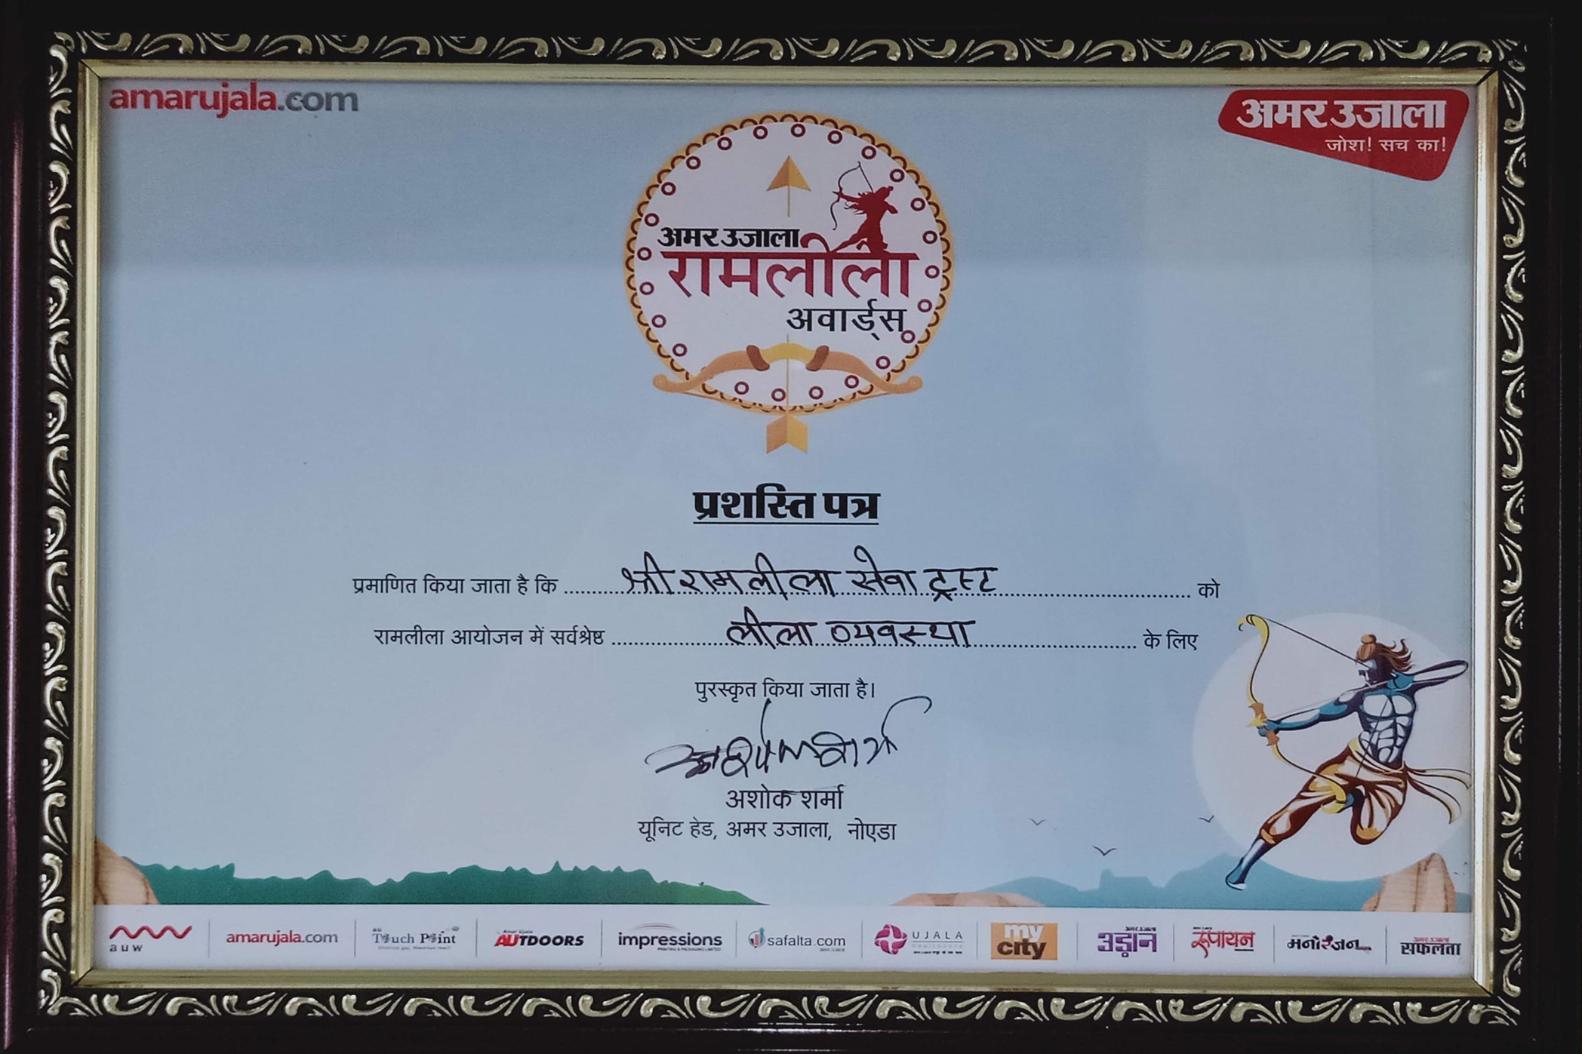 amarujala.com
अमर उजाला
जोश! सच का!
अमर उजाला
रामलीला
अवार्ड्स
प्रशस्ति पत्र
प्रमाणित किया जाता है कि श्री रामलीला सेवा ट्रस्ट को
रामलीला आयोजन में सर्वश्रेष्ठ लीला व्यवस्था के लिए
पुरस्कृत किया जाता है।
अशोक शर्मा
यूनिट हेड, अमर उजाला, नोएडा
auw amarujala.com Touch Point AUTDOORS impressions safalta.com UJALA my city उड़ान रूपायन मनोरंजन सफलता